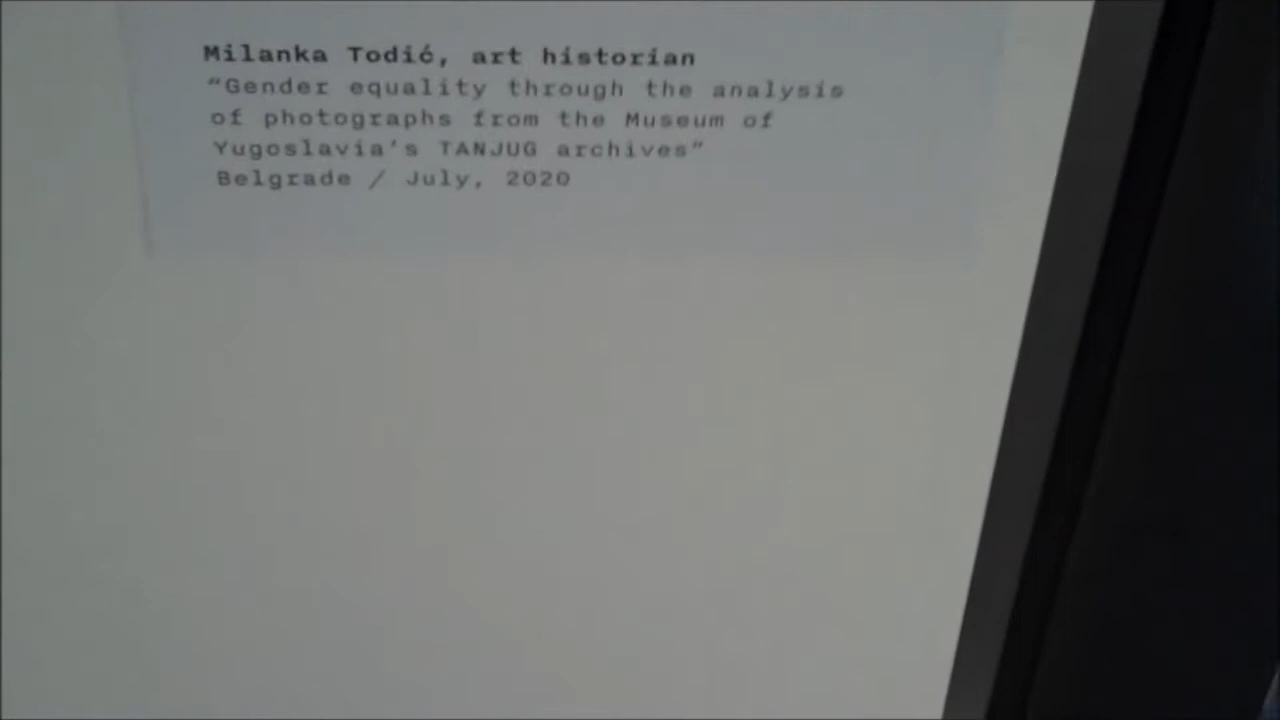 Milanka Todić, art historian
“Gender equality through the analysis
of photographs from the Museum of
Yugoslavia’s TANJUG archives”
Belgrade / July, 2020